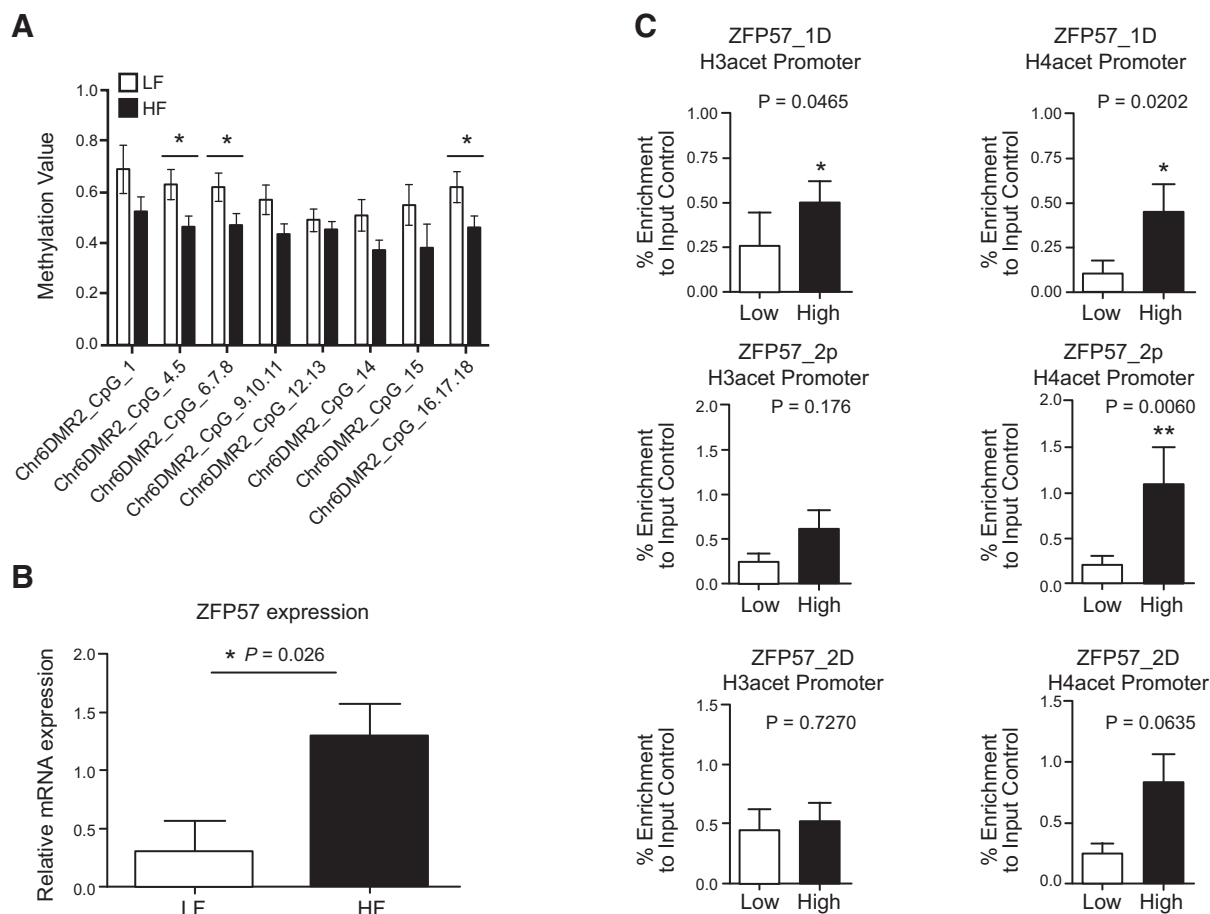 A
LF
HF
Methylation Value
1.0
0.8
0.6
0.4
0.2
0.0
*
*
*
Chr6DMR2_CpG_1
Chr6DMR2_CpG_4.5
Chr6DMR2_CpG_6.7.8
Chr6DMR2_CpG_9.10.11
Chr6DMR2_CpG_12.13
Chr6DMR2_CpG_14
Chr6DMR2_CpG_15
Chr6DMR2_CpG_16.17.18
B
ZFP57 expression
* P = 0.026
Relative mRNA expression
2.0
1.5
1.0
0.5
0.0
LF
HF
C
ZFP57_1D
H3acet Promoter
P = 0.0465
*
% Enrichment
to Input Control
1.00
0.75
0.50
0.25
0.00
Low
High
ZFP57_1D
H4acet Promoter
P = 0.0202
*
% Enrichment
to Input Control
1.00
0.75
0.50
0.25
0.00
Low
High
ZFP57_2p
H3acet Promoter
P = 0.176
% Enrichment
to Input Control
2.0
1.5
1.0
0.5
0.0
Low
High
ZFP57_2p
H4acet Promoter
P = 0.0060
**
% Enrichment
to Input Control
2.0
1.5
1.0
0.5
0.0
Low
High
ZFP57_2D
H3acet Promoter
P = 0.7270
% Enrichment
to Input Control
1.5
1.0
0.5
0.0
Low
High
ZFP57_2D
H4acet Promoter
P = 0.0635
% Enrichment
to Input Control
1.5
1.0
0.5
0.0
Low
High